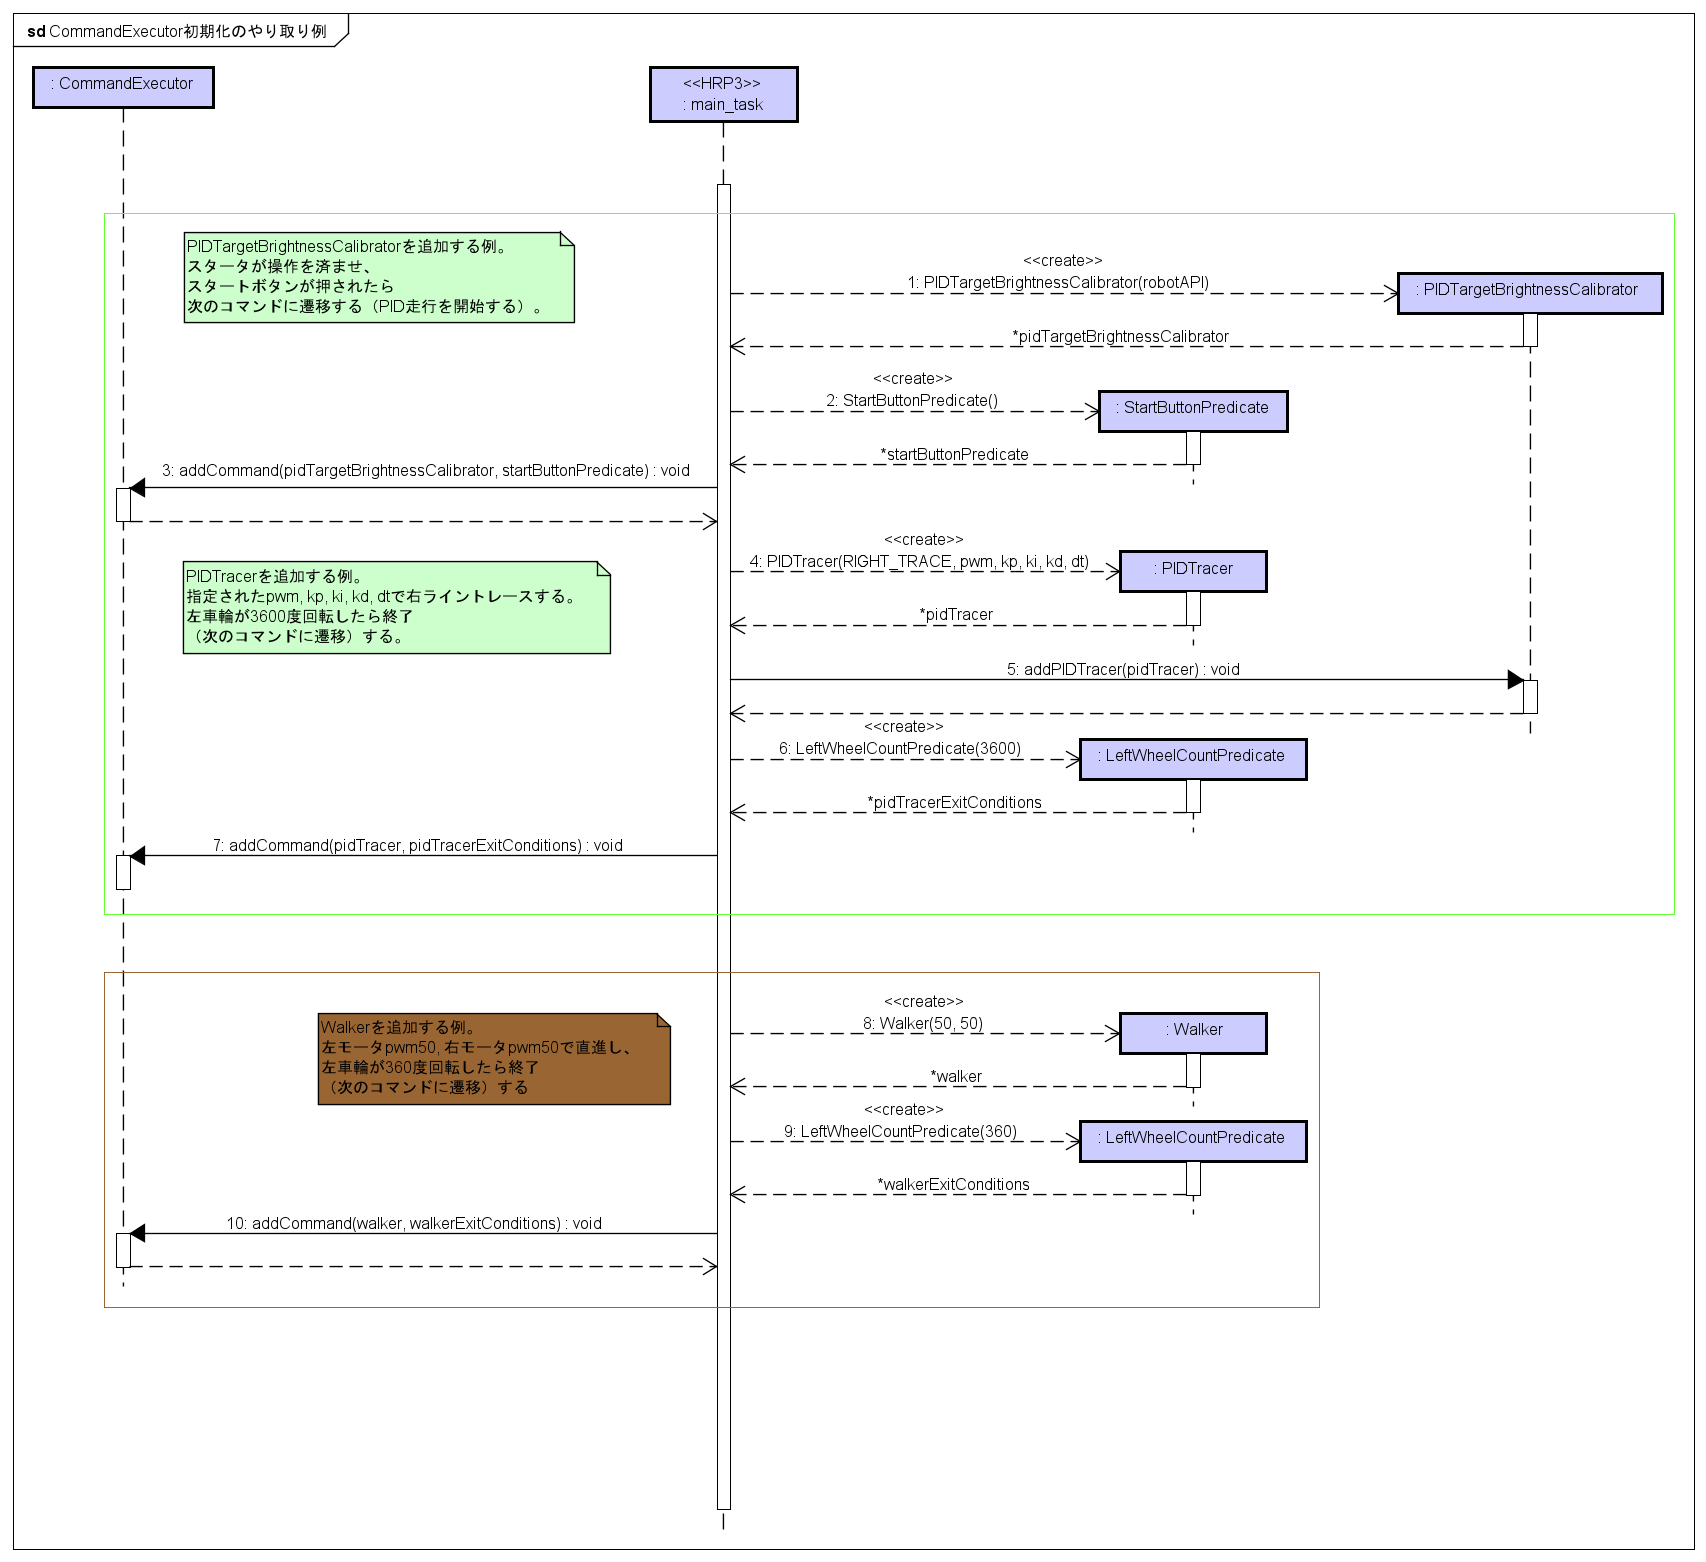 sd CommandExecutor初期化のやり取り例
: CommandExecutor
<<HRP3>>
: main_task
PIDTargetBrightnessCalibratorを追加する例。
スタータが操作を済ませ、
スタートボタンが押されたら
次のコマンドに遷移する（PID走行を開始する）。
<<create>>
1: PIDTargetBrightnessCalibrator(robotAPI)
: PIDTargetBrightnessCalibrator
*pidTargetBrightnessCalibrator
<<create>>
2: StartButtonPredicate()
: StartButtonPredicate
*startButtonPredicate
3: addCommand(pidTargetBrightnessCalibrator, startButtonPredicate) : void
<<create>>
4: PIDTracer(RIGHT_TRACE, pwm, kp, ki, kd, dt)
: PIDTracer
PIDTracerを追加する例。
指定されたpwm, kp, ki, kd, dtで右ライントレースする。
左車輪が3600度回転したら終了
（次のコマンドに遷移）する。
*pidTracer
5: addPIDTracer(pidTracer) : void
<<create>>
6: LeftWheelCountPredicate(3600)
: LeftWheelCountPredicate
*pidTracerExitConditions
7: addCommand(pidTracer, pidTracerExitConditions) : void
<<create>>
8: Walker(50, 50)
: Walker
Walkerを追加する例。
左モータpwm50, 右モータpwm50で直進し、
左車輪が360度回転したら終了
（次のコマンドに遷移）する
*walker
<<create>>
9: LeftWheelCountPredicate(360)
: LeftWheelCountPredicate
*walkerExitConditions
10: addCommand(walker, walkerExitConditions) : void